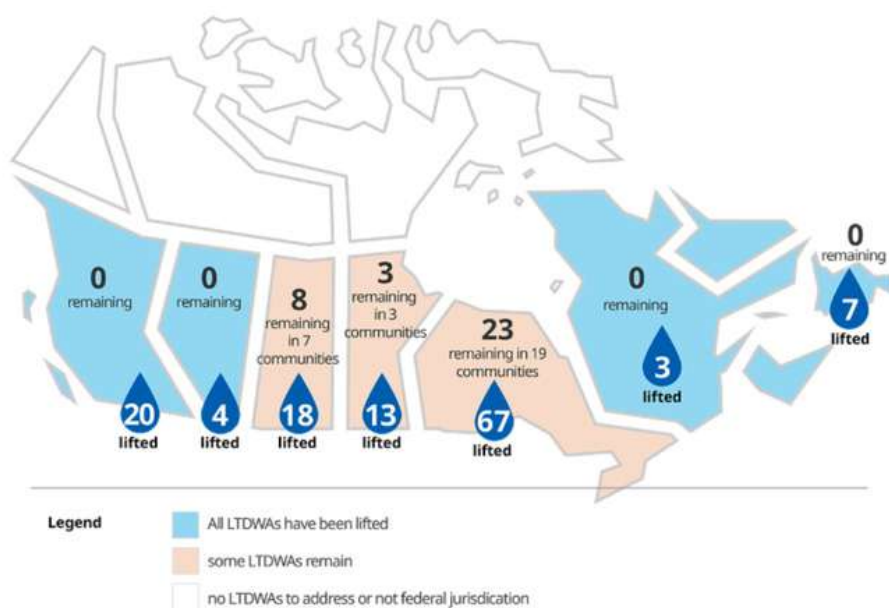 0
remaining
20
lifted
0
remaining
4
lifted
8
remaining
in 7
communities
18
lifted
3
remaining
in 3
communities
13
lifted
23
remaining in 19
communities
67
lifted
0
remaining
3
lifted
0
remaining
7
lifted
Legend
All LTDWAs have been lifted
some LTDWAs remain
no LTDWAs to address or not federal jurisdication